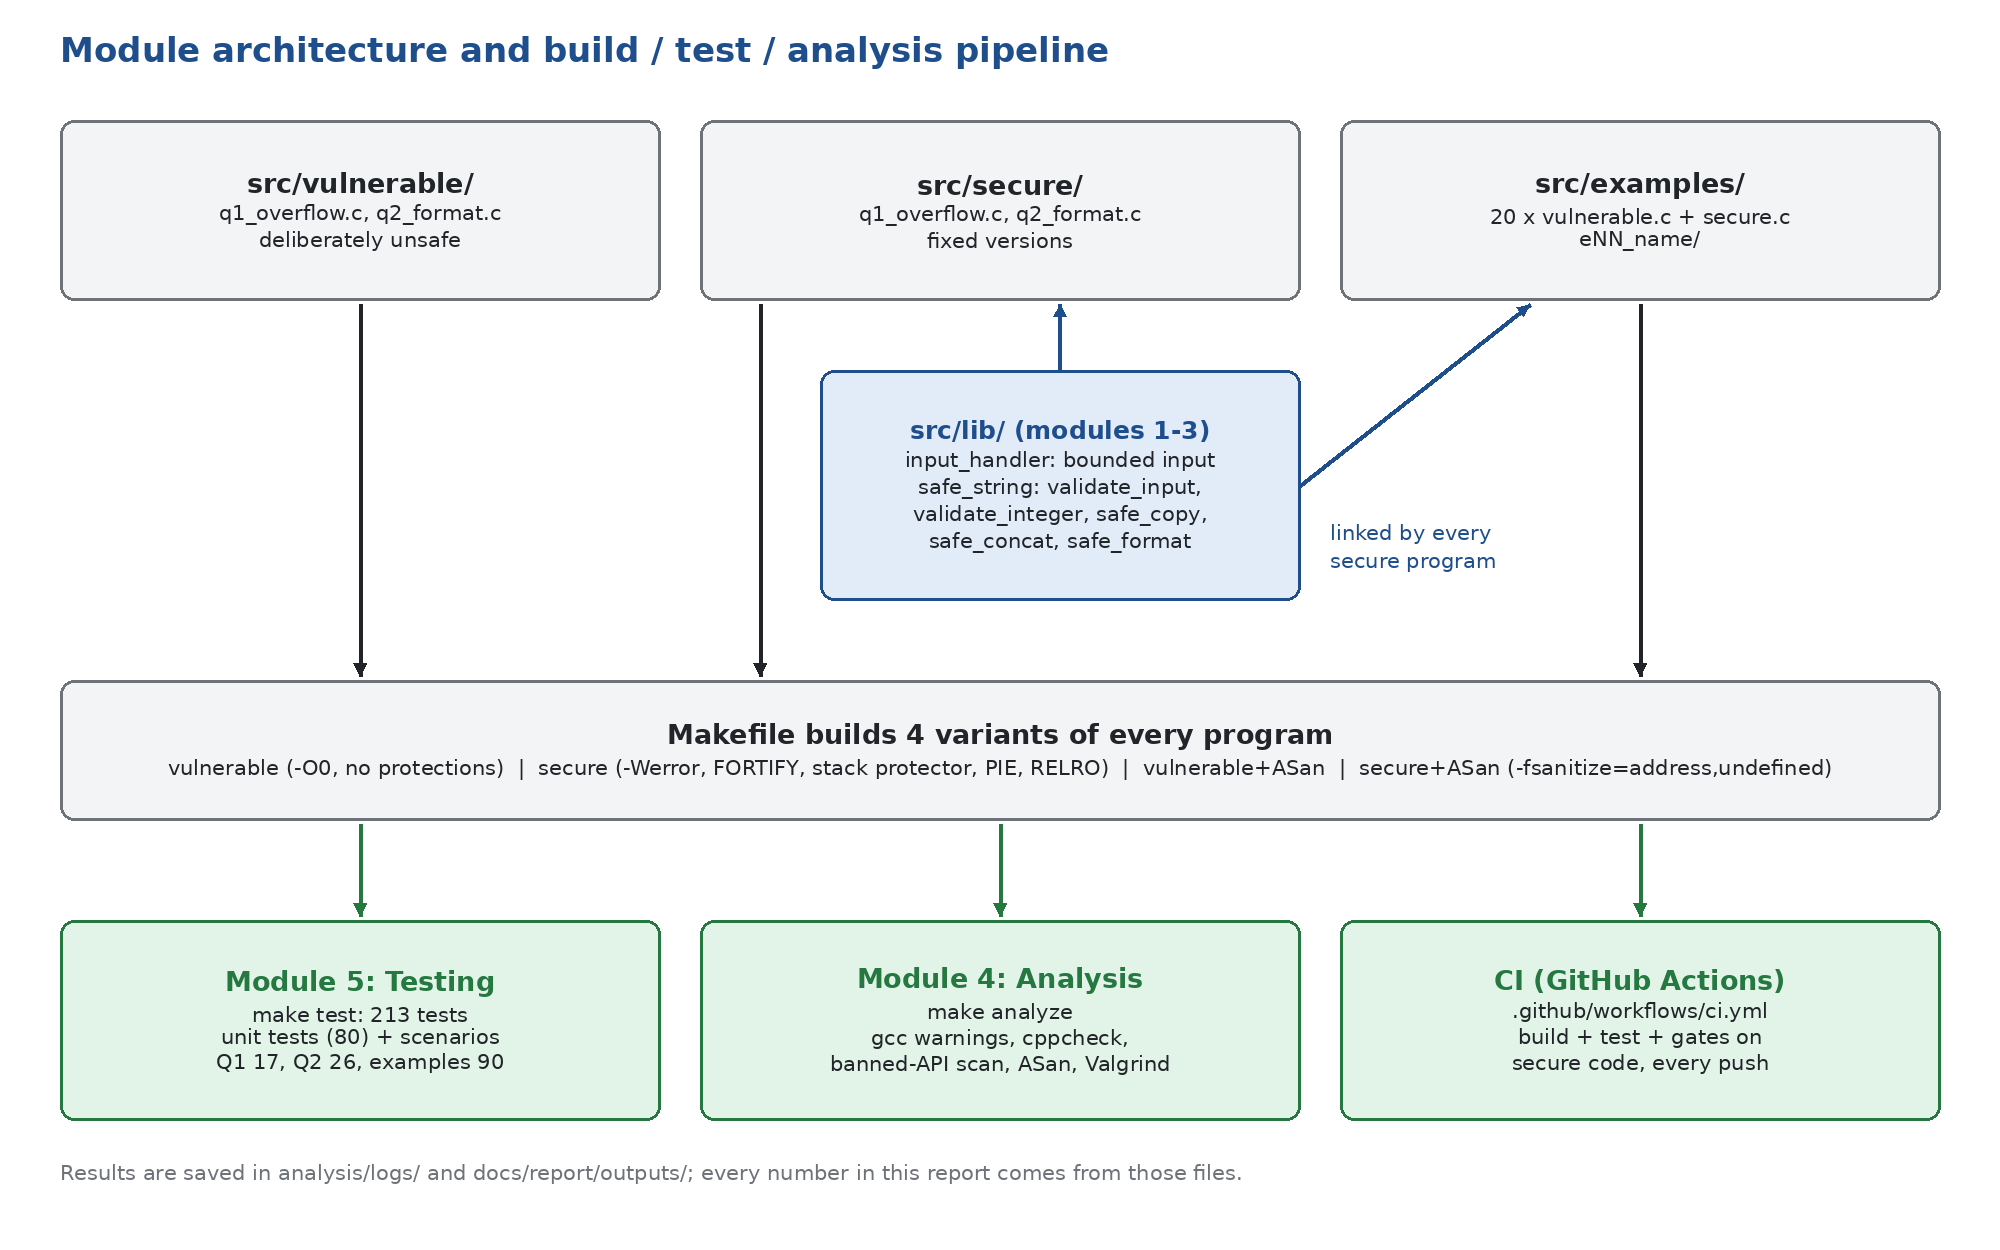 Module architecture and build / test / analysis pipeline
src/vulnerable/
q1_overflow.c, q2_format.c
deliberately unsafe
src/secure/
q1_overflow.c, q2_format.c
fixed versions
src/examples/
20 x vulnerable.c + secure.c
eNN_name/
src/lib/ (modules 1-3)
input_handler: bounded input
safe_string: validate_input,
validate_integer, safe_copy,
safe_concat, safe_format
linked by every
secure program
Makefile builds 4 variants of every program
vulnerable (-O0, no protections) | secure (-Werror, FORTIFY, stack protector, PIE, RELRO) | vulnerable+ASan | secure+ASan (-fsanitize=address,undefined)
Module 5: Testing
make test: 213 tests
unit tests (80) + scenarios
Q1 17, Q2 26, examples 90
Module 4: Analysis
make analyze
gcc warnings, cppcheck,
banned-API scan, ASan, Valgrind
CI (GitHub Actions)
.github/workflows/ci.yml
build + test + gates on
secure code, every push
Results are saved in analysis/logs/ and docs/report/outputs/; every number in this report comes from those files.